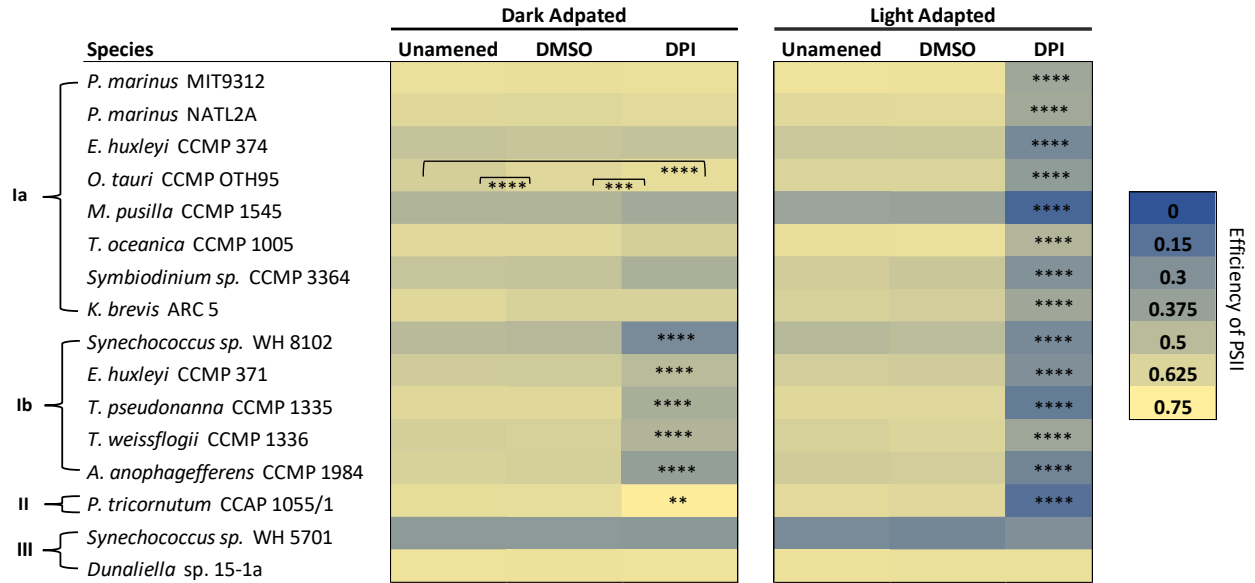 Dark Adpated Light Adapted
Species Unamened DMSO DPI Unamened DMSO DPI
P. marinus MIT9312 ****
P. marinus NATL2A ****
E. huxleyi CCMP 374 ****
O. tauri CCMP OTH95 **** **** *** ****
Ia
M. pusilla CCMP 1545 ****
T. oceanica CCMP 1005 ****
Symbiodinium sp. CCMP 3364 ****
K. brevis ARC 5 ****
Synechococcus sp. WH 8102 **** ****
E. huxleyi CCMP 371 **** ****
Ib
T. pseudonanna CCMP 1335 **** ****
T. weissflogii CCMP 1336 **** ****
A. anophagefferens CCMP 1984 **** ****
II P. tricornutum CCAP 1055/1 ** ****
Synechococcus sp. WH 5701
III
Dunaliella sp. 15-1a
0
0.15
0.3
0.375
0.5
0.625
0.75
Efficiency of PSII